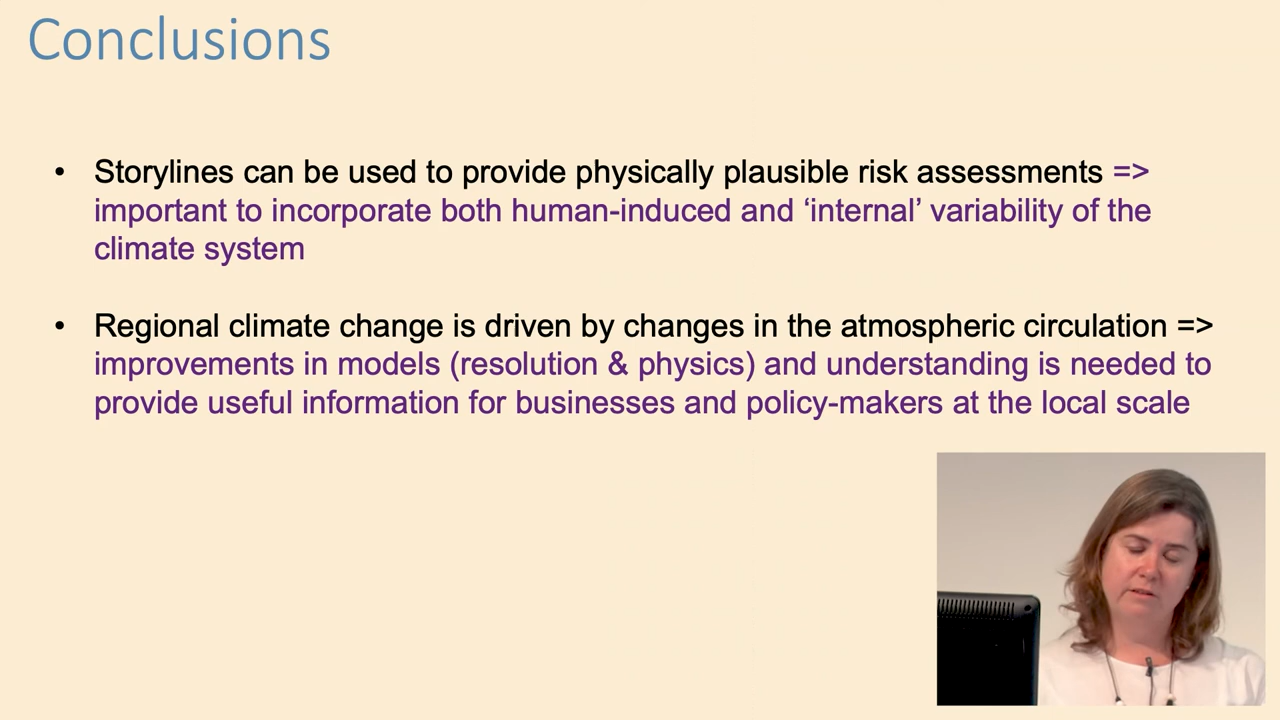 Conclusions
• Storylines can be used to provide physically plausible risk assessments =>
important to incorporate both human-induced and ‘internal’ variability of the
climate system
• Regional climate change is driven by changes in the atmospheric circulation =>
improvements in models (resolution & physics) and understanding is needed to
provide useful information for businesses and policy-makers at the local scale